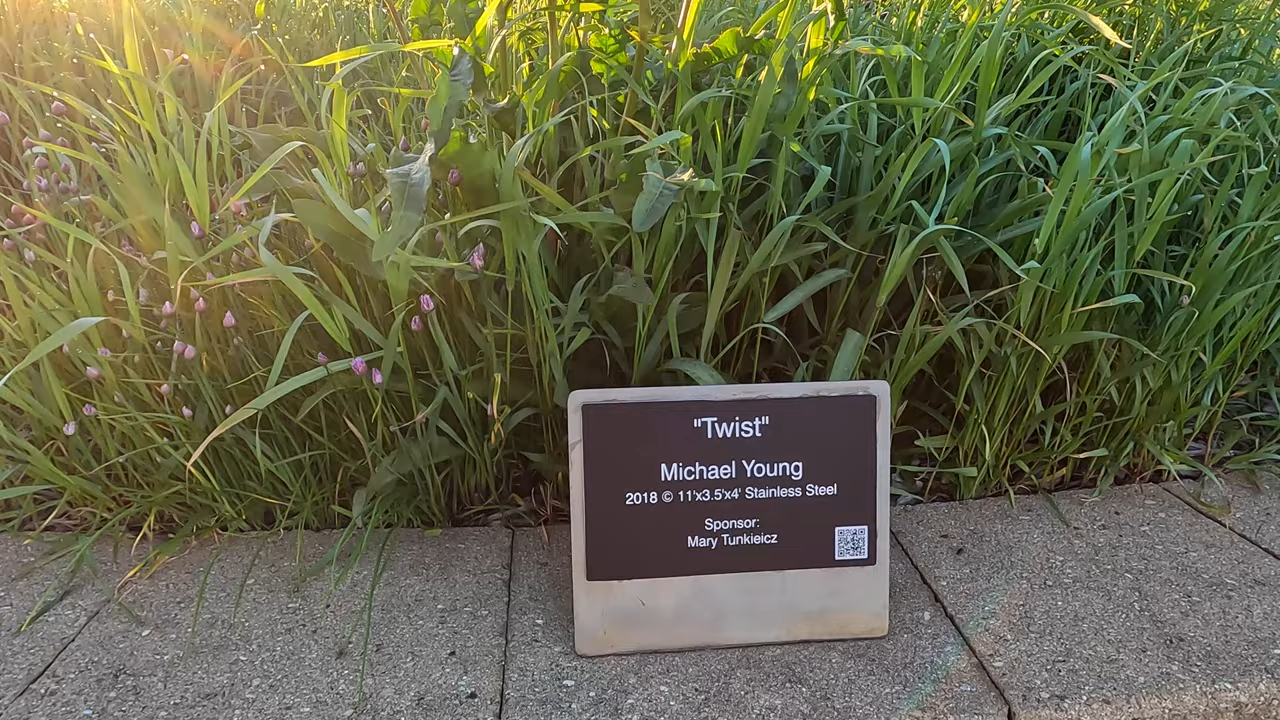 "Twist"
Michael Young
2018 © 11'x3.5'x4' Stainless Steel
Sponsor:
Mary Tunkieicz